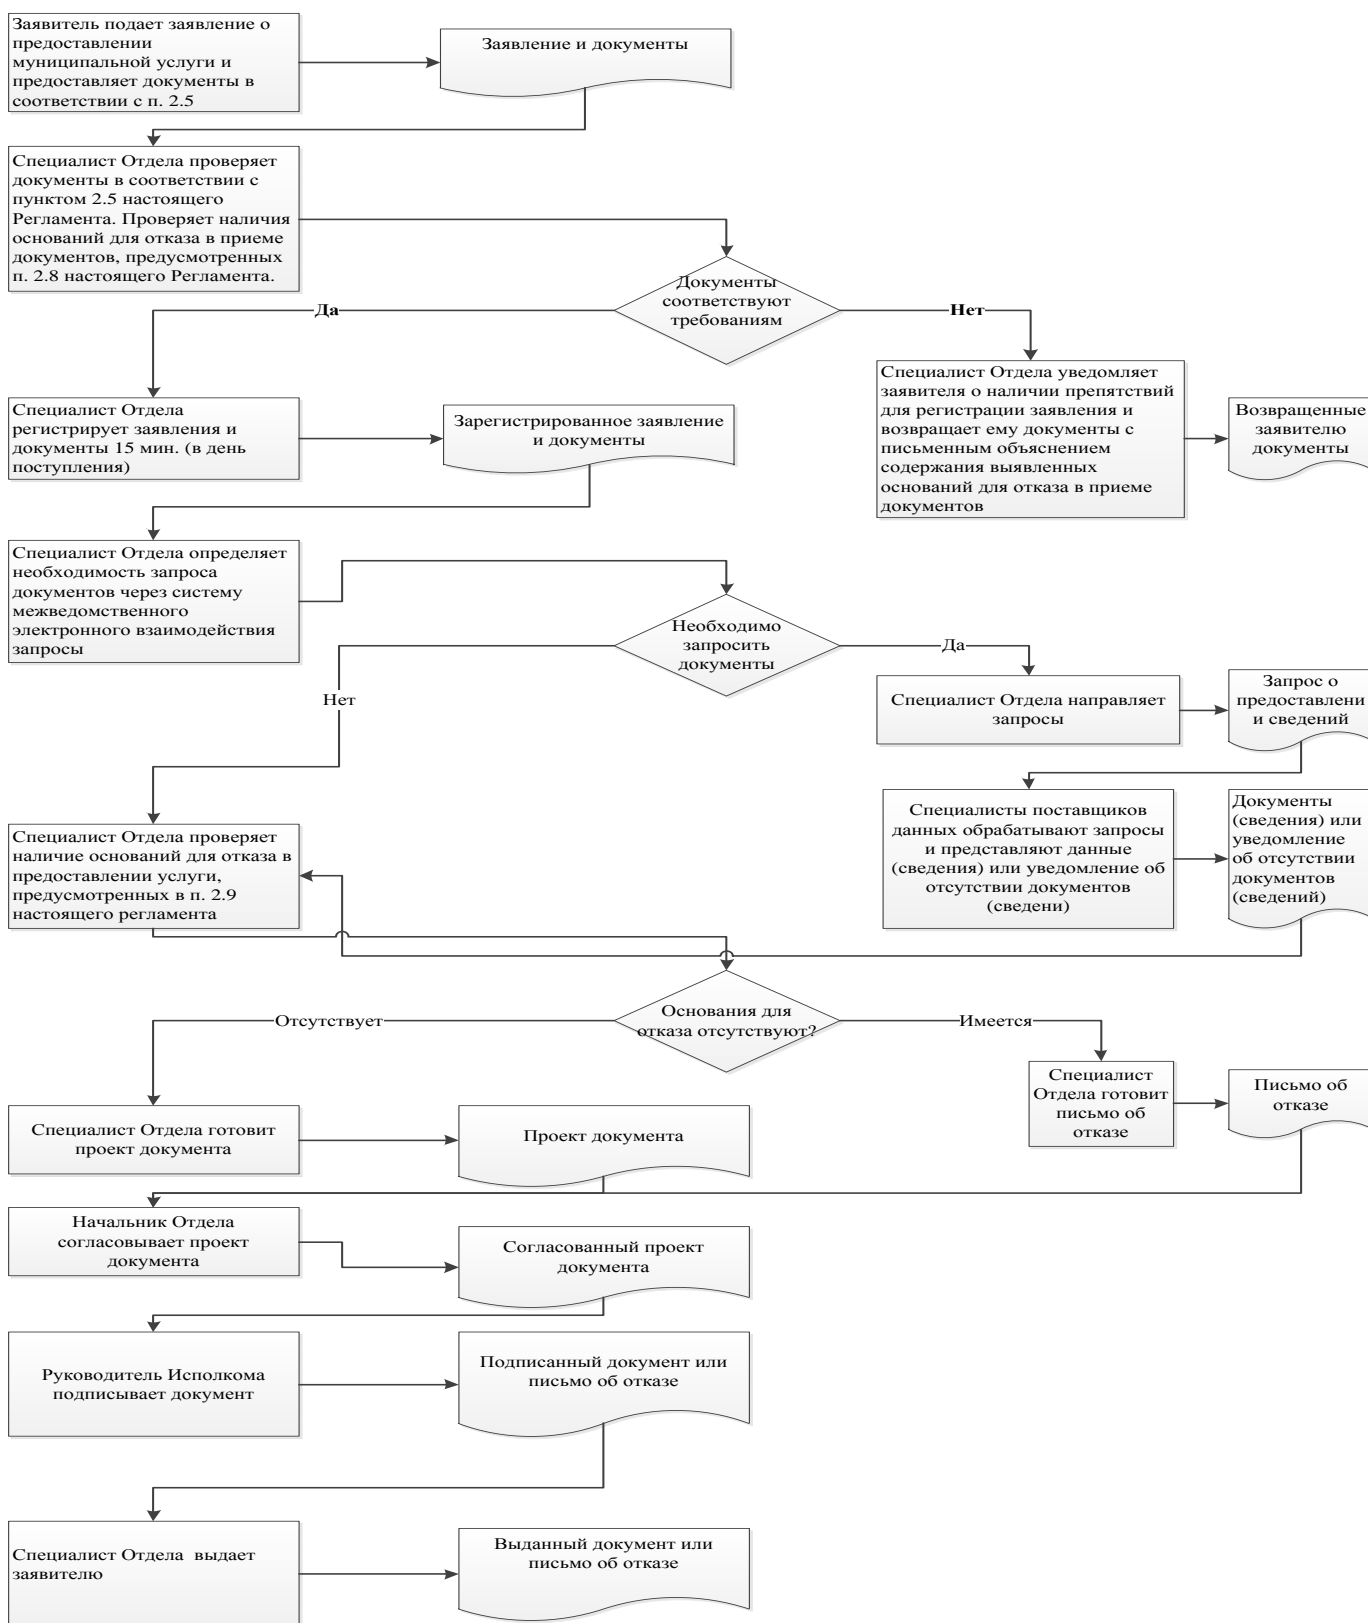 Заявитель подает заявление о
предоставлении
муниципальной услуги и
предоставляет документы в
соответствии с п. 2.5
Заявление и документы
Специалист Отдела проверяет
документы в соответствии с
пунктом 2.5 настоящего
Регламента. Проверяет наличия
оснований для отказа в приеме
документов, предусмотренных
п. 2.8 настоящего Регламента.
Документы
соответствуют
требованиям
Да
Нет
Специалист Отдела
регистрирует заявления и
документы 15 мин. (в день
поступления)
Зарегистрированное заявление
и документы
Специалист Отдела уведомляет
заявителя о наличии препятствий
для регистрации заявления и
возвращает ему документы с
письменным объяснением
содержания выявленных
оснований для отказа в приеме
документов
Возвращенные
заявителю
документы
Специалист Отдела определяет
необходимость запроса
документов через систему
межведомственного
электронного взаимодействия
запросы
Необходимо
запросить
документы
Да
Нет
Специалист Отдела направляет
запросы
Запрос о
предоставлени
и сведений
Специалисты поставщиков
данных обрабатывают запросы
и представляют данные
(сведения) или уведомление об
отсутствии документов
(сведени)
Документы
(сведения) или
уведомление
об отсутствии
документов
(сведений)
Специалист Отдела проверяет
наличие оснований для отказа в
предоставлении услуги,
предусмотренных в п. 2.9
настоящего регламента
Основания для
отказа отсутствуют?
Отсутствует
Имеется
Специалист
Отдела готовит
письмо об
отказе
Письмо об
отказе
Специалист Отдела готовит
проект документа
Проект документа
Начальник Отдела
согласовывает проект
документа
Согласованный проект
документа
Руководитель Исполкома
подписывает документ
Подписанный документ или
письмо об отказе
Специалист Отдела  выдает
заявителю
Выданный документ или
письмо об отказе